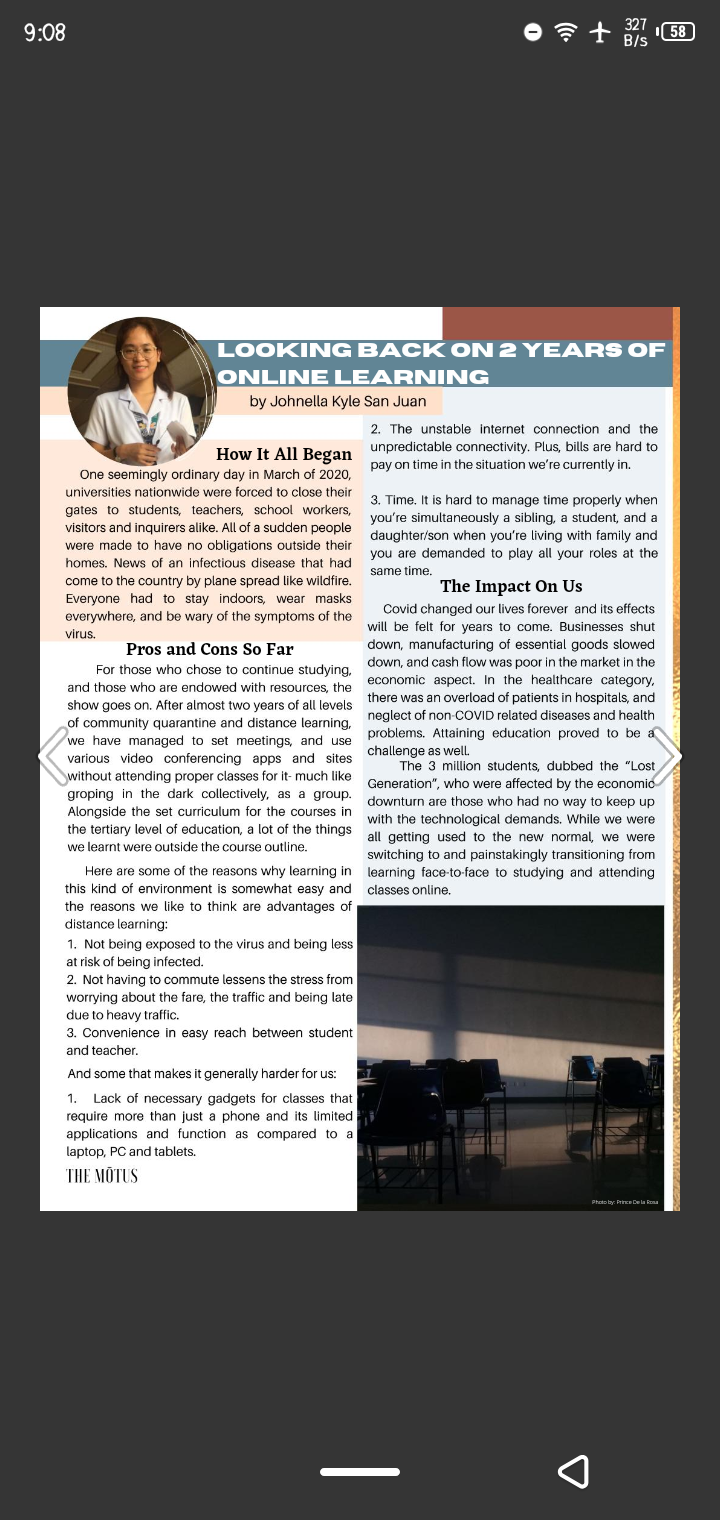 9:08
327
B/s
58
LOOKING BACK ON 2 YEARS OF
ONLINE LEARNING
by Johnella Kyle San Juan
How It All Began
One seemingly ordinary day in March of 2020,
universities nationwide were forced to close their
gates to students, teachers, school workers,
visitors and inquirers alike. All of a sudden people
were made to have no obligations outside their
homes. News of an infectious disease that had
come to the country by plane spread like wildfire.
Everyone had to stay indoors, wear masks
everywhere, and be wary of the symptoms of the
virus.
Pros and Cons So Far
For those who chose to continue studying,
and those who are endowed with resources, the
show goes on. After almost two years of all levels
of community quarantine and distance learning,
we have managed to set meetings, and use
various video conferencing apps and sites
without attending proper classes for it- much like
groping in the dark collectively, as a group.
Alongside the set curriculum for the courses in
the tertiary level of education, a lot of the things
we learnt were outside the course outline.
Here are some of the reasons why learning in
this kind of environment is somewhat easy and
the reasons we like to think are advantages of
distance learning:
1. Not being exposed to the virus and being less
at risk of being infected.
2. Not having to commute lessens the stress from
worrying about the fare, the traffic and being late
due to heavy traffic.
3. Convenience in easy reach between student
and teacher.
And some that makes it generally harder for us:
1. Lack of necessary gadgets for classes that
require more than just a phone and its limited
applications and function as compared to a
laptop, PC and tablets.
THE MŌTUS
2. The unstable internet connection and the
unpredictable connectivity. Plus, bills are hard to
pay on time in the situation we're currently in.
3. Time. It is hard to manage time properly when
you're simultaneously a sibling, a student, and a
daughter/son when you're living with family and
you are demanded to play all your roles at the
same time.
The Impact On Us
Covid changed our lives forever and its effects
will be felt for years to come. Businesses shut
down, manufacturing of essential goods slowed
down, and cash flow was poor in the market in the
economic aspect. In the healthcare category,
there was an overload of patients in hospitals, and
neglect of non-COVID related diseases and health
problems. Attaining education proved to be a
challenge as well.
The 3 million students, dubbed the "Lost
Generation", who were affected by the economic
downturn are those who had no way to keep up
with the technological demands. While we were
all getting used to the new normal, we were
switching to and painstakingly transitioning from
learning face-to-face to studying and attending
classes online.
Photo by: Prince De la Rosa